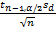 t_{n−1,α/2} s_d
√n